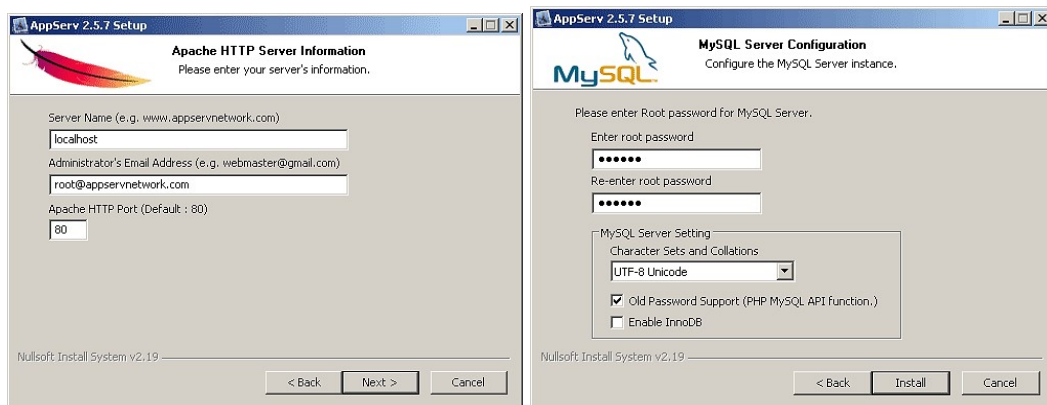 AppServ 2.5.7 Setup
Apache HTTP Server Information
Please enter your server's information.
Server Name (e.g. www.appservnetwork.com)
localhost
Administrator's Email Address (e.g. webmaster@gmail.com)
root@appservnetwork.com
Apache HTTP Port (Default : 80)
80
Nullsoft Install System v2.19
< Back
Next >
Cancel
AppServ 2.5.7 Setup
MySQL
MySQL Server Configuration
Configure the MySQL Server instance.
Please enter Root password for MySQL Server.
Enter root password
••••••
Re-enter root password
••••••
MySQL Server Setting
Character Sets and Collations
UTF-8 Unicode
Old Password Support (PHP MySQL API function.)
Enable InnoDB
Nullsoft Install System v2.19
< Back
Install
Cancel